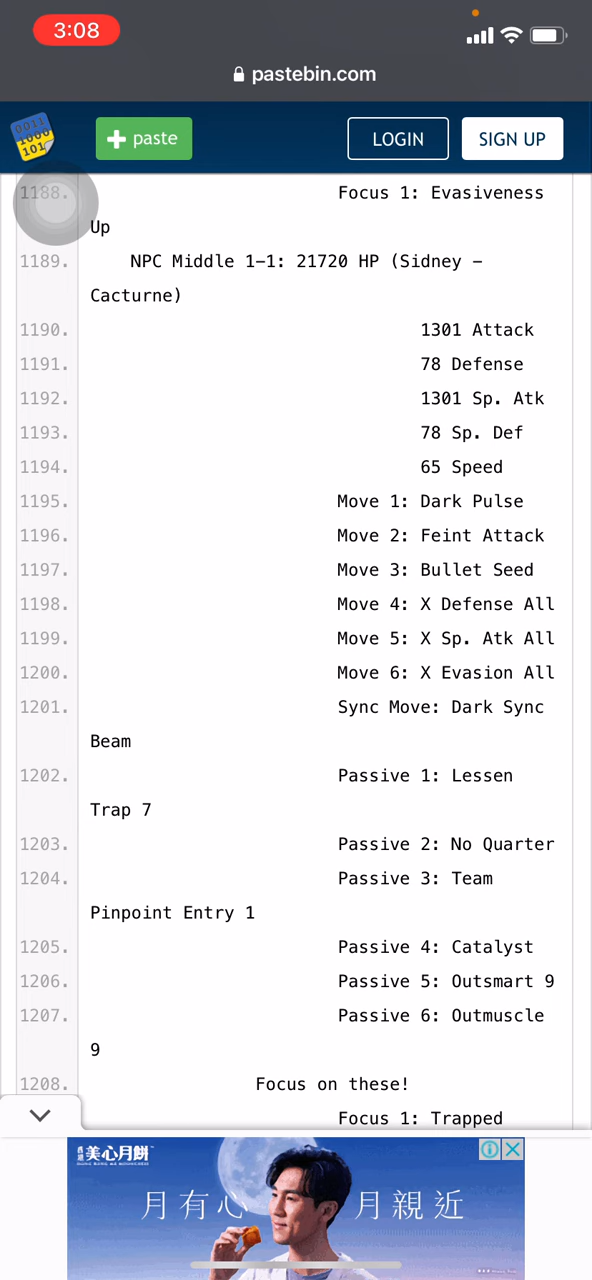 3:08
pastebin.com
0011
1000
101
paste
LOGIN
SIGN UP
1188. Focus 1: Evasiveness
Up
1189. NPC Middle 1-1: 21720 HP (Sidney -
Cacturne)
1190. 1301 Attack
1191. 78 Defense
1192. 1301 Sp. Atk
1193. 78 Sp. Def
1194. 65 Speed
1195. Move 1: Dark Pulse
1196. Move 2: Feint Attack
1197. Move 3: Bullet Seed
1198. Move 4: X Defense All
1199. Move 5: X Sp. Atk All
1200. Move 6: X Evasion All
1201. Sync Move: Dark Sync
Beam
1202. Passive 1: Lessen
Trap 7
1203. Passive 2: No Quarter
1204. Passive 3: Team
Pinpoint Entry 1
1205. Passive 4: Catalyst
1206. Passive 5: Outsmart 9
1207. Passive 6: Outmuscle
9
1208. Focus on these!
Focus 1: Trapped
美心月餅
月有心 月親近